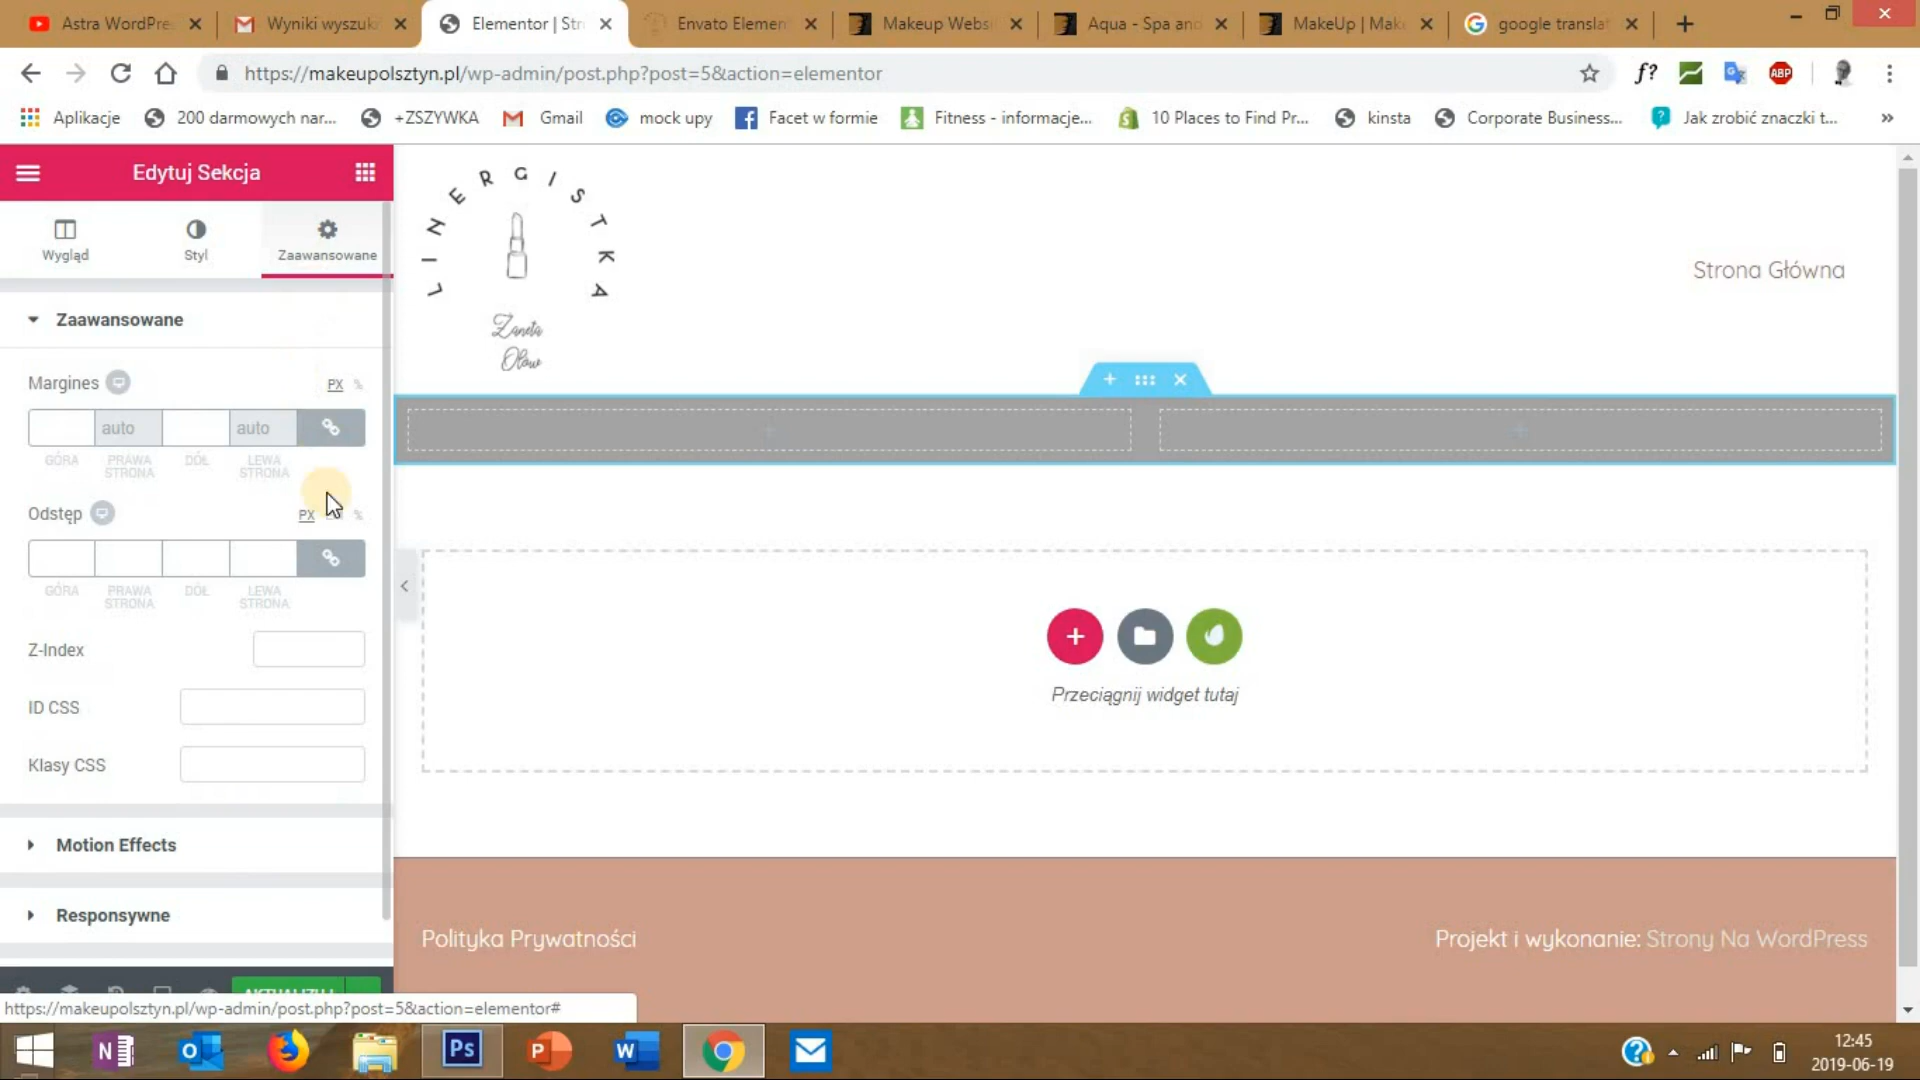 Astra WordPre
Wyniki wyszuk
Elementor | Str
Envato Elemen
Makeup Websi
Aqua - Spa and
MakeUp | Mak
google translat
https://makeupolsztyn.pl/wp-admin/post.php?post=5&action=elementor
f?
ABP
Aplikacje
200 darmowych nar...
+ZSZYWKA
Gmail
mock upy
Facet w formie
Fitness - informacje...
10 Places to Find Pr...
kinsta
Corporate Business...
Jak zrobić znaczki t...
»
Edytuj Sekcja
Wygląd
Styl
Zaawansowane
Zaawansowane
Margines
PX %
auto
auto
GÓRA
PRAWA STRONA
DÓŁ
LEWA STRONA
Odstęp
PX %
GÓRA
PRAWA STRONA
DÓŁ
LEWA STRONA
Z-Index
ID CSS
Klasy CSS
Motion Effects
Responsywne
AKTUALIZUJ
https://makeupolsztyn.pl/wp-admin/post.php?post=5&action=elementor#
LINERGISTKA
Żaneta
Ołów
Strona Główna
Przeciągnij widget tutaj
Polityka Prywatności
Projekt i wykonanie: Strony Na WordPress
12:45
2019-06-19